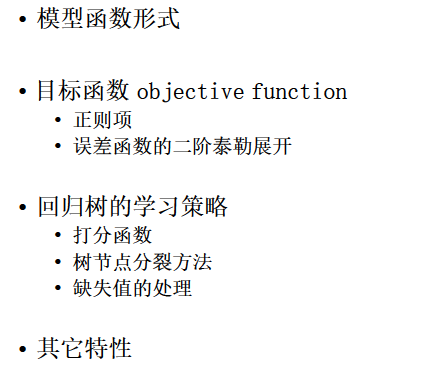 • 模型函数形式
• 目标函数 objective function
• 正则项
• 误差函数的二阶泰勒展开
• 回归树的学习策略
• 打分函数
• 树节点分裂方法
• 缺失值的处理
• 其它特性